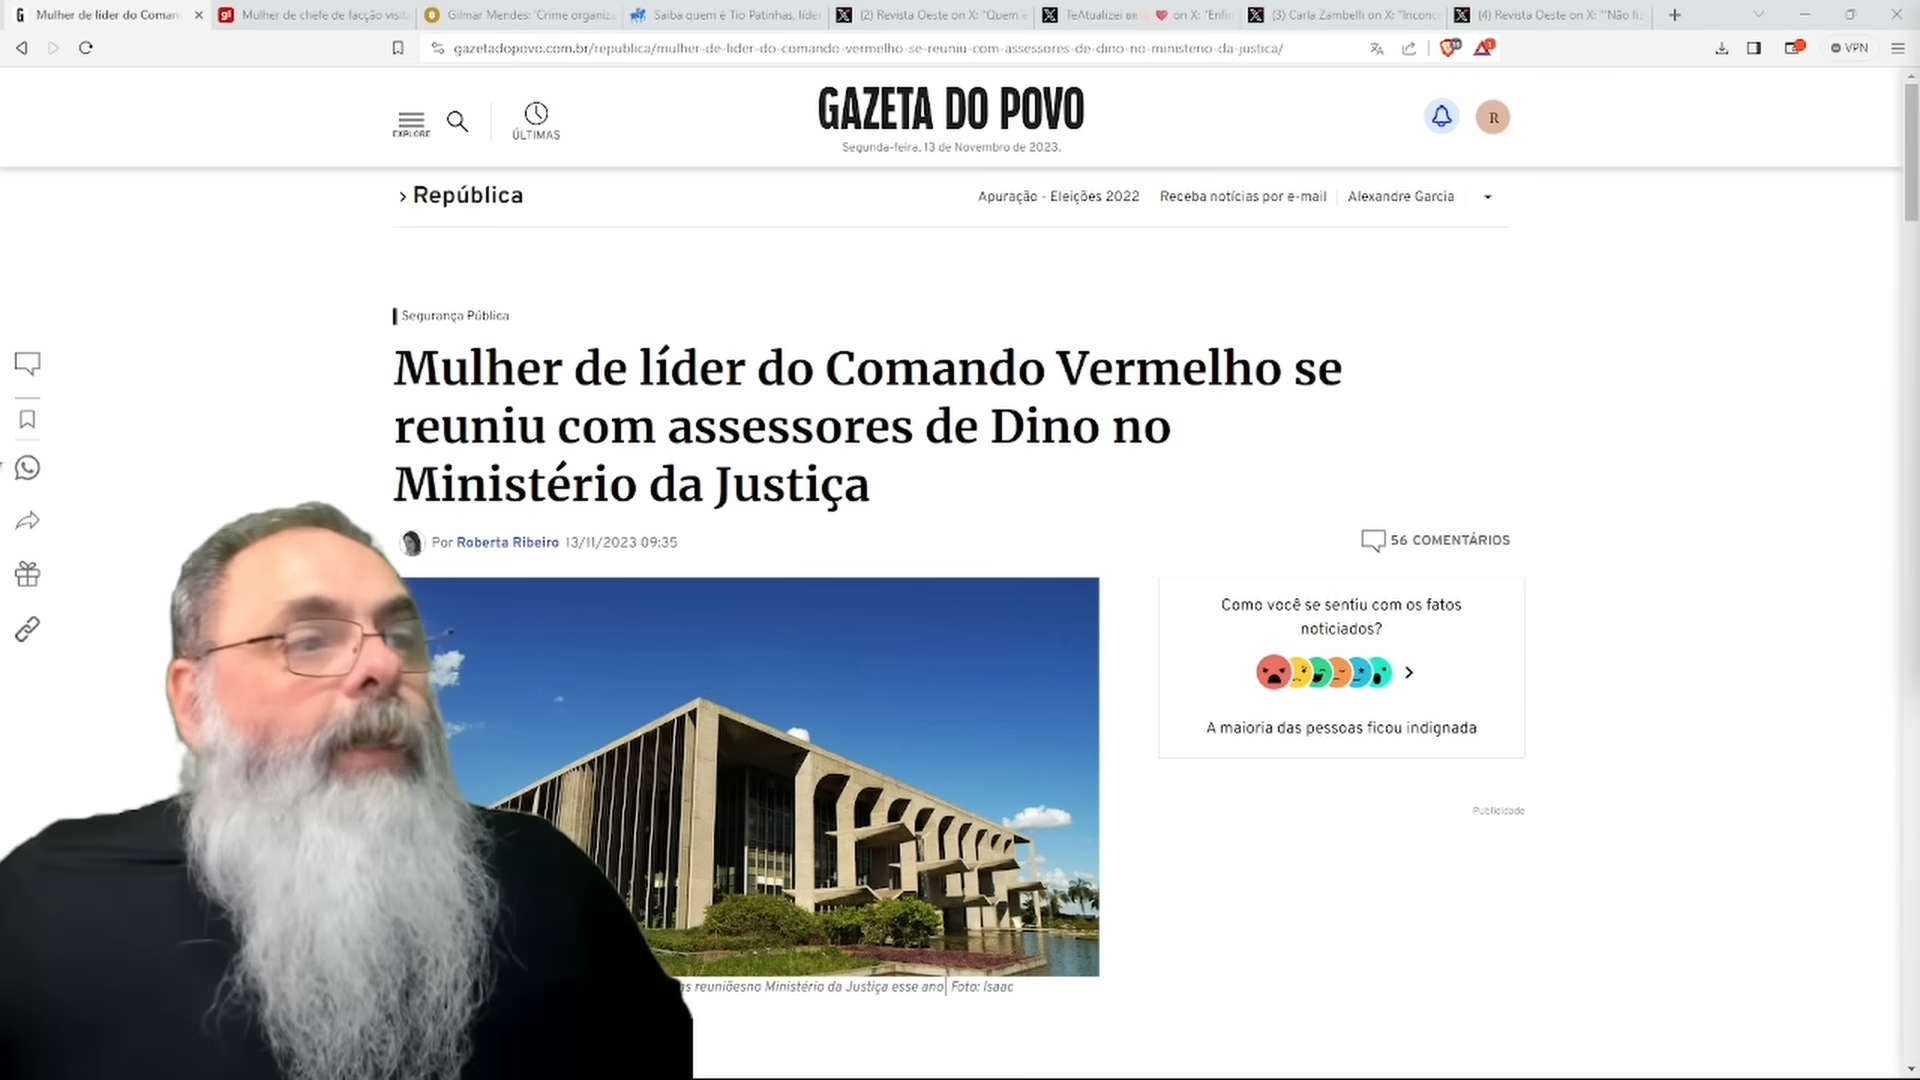 Mulher de líder do Coman
Mulher de chefe de facção visit
Gilmar Mendes: 'Crime organiza
Saiba quem é Tio Patinhas, líde
(2) Revista Oeste on X: "Quem
TeAtualizei
on X: "Enfi
(3) Carla Zambelli on X: "Incon
(4) Revista Oeste on X: "'Não fi
gazetadopovo.com.br/republica/mulher-de-lider-do-comando-vermelho-se-reuniu-com-assessores-de-dino-no-ministerio-da-justica/
VPN
EXPLORE
ÚLTIMAS
GAZETA DO POVO
Segunda-feira, 13 de Novembro de 2023.
R
> República
Apuração - Eleições 2022
Receba notícias por e-mail
Alexandre Garcia
Segurança Pública
Mulher de líder do Comando Vermelho se
reuniu com assessores de Dino no
Ministério da Justiça
Por Roberta Ribeiro 13/11/2023 09:35
56 COMENTÁRIOS
Como você se sentiu com os fatos
noticiados?
A maioria das pessoas ficou indignada
Publicidade
reuniõesno Ministério da Justiça esse ano| Foto: Isaac